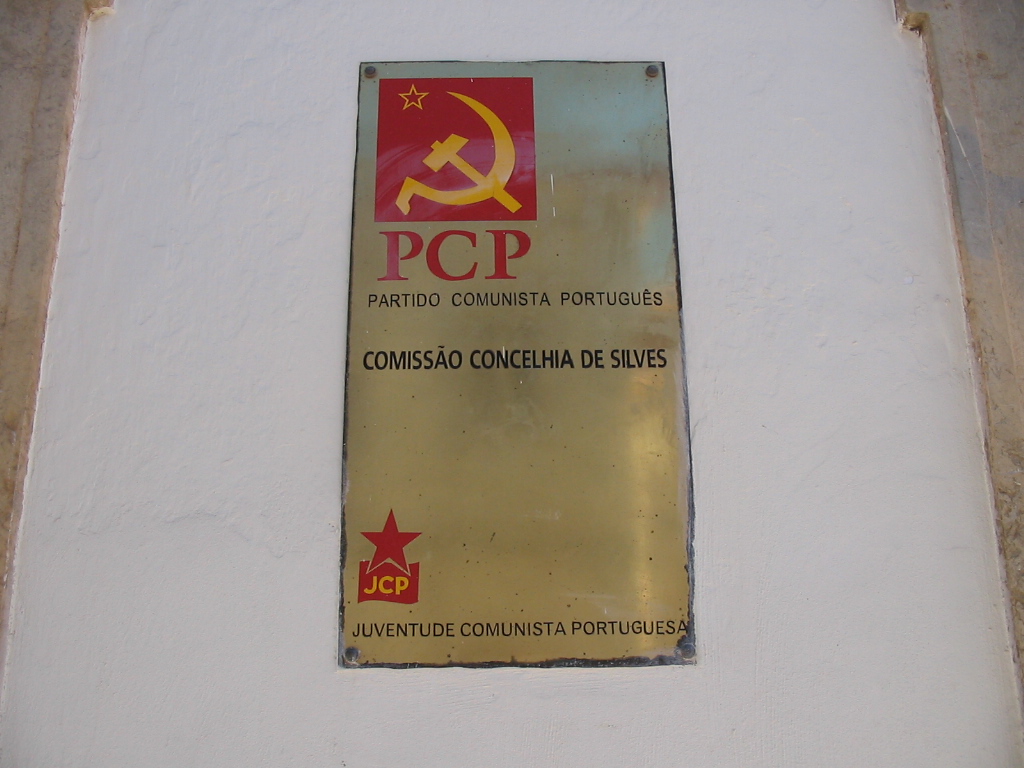 PCP
PARTIDO COMUNISTA PORTUGUÊS
COMISSÃO CONCELHIA DE SILVES
JCP
JUVENTUDE COMUNISTA PORTUGUESA